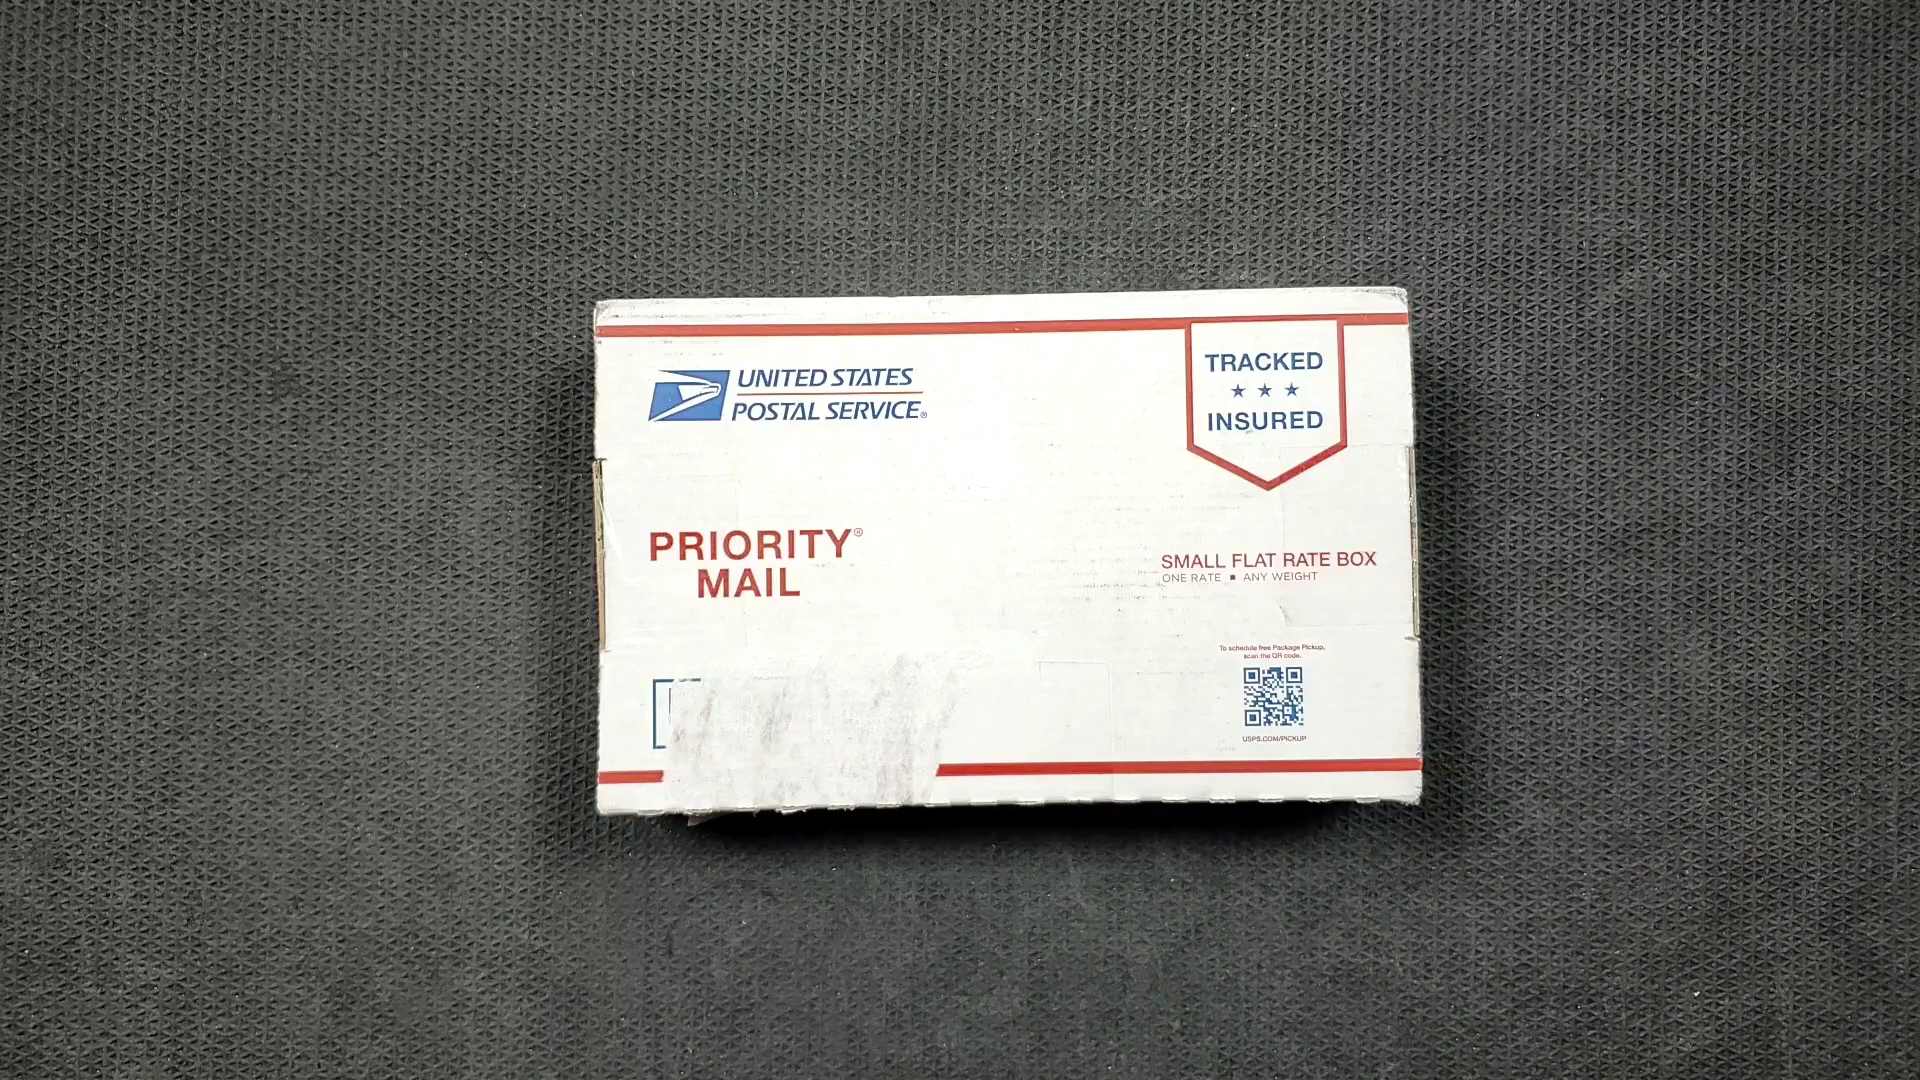 UNITED STATES
POSTAL SERVICE®
TRACKED
★ ★ ★
INSURED
PRIORITY®
MAIL
SMALL FLAT RATE BOX
ONE RATE ▪ ANY WEIGHT
To schedule free Package Pickup,
scan the QR code.
USPS.COM/PICKUP